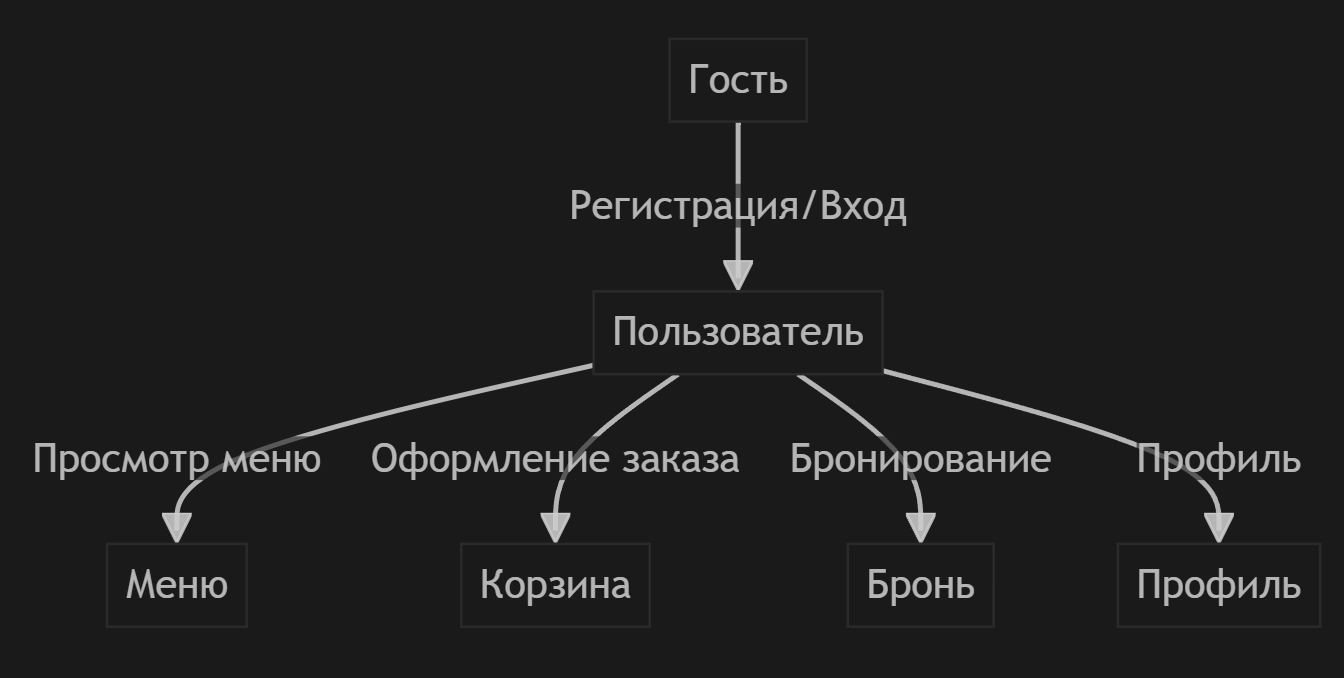 Гость
Регистрация/Вход
Пользователь
Просмотр меню
Оформление заказа
Бронирование
Профиль
Меню
Корзина
Бронь
Профиль